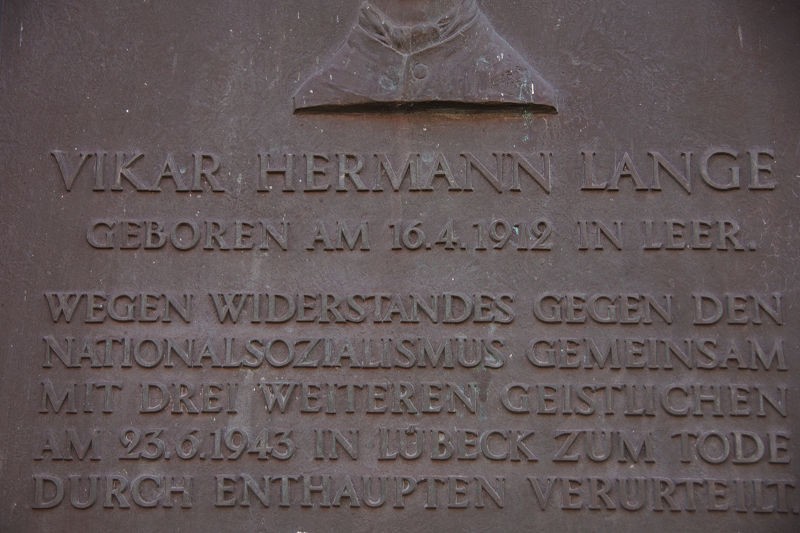 VIKAR HERMANN LANGE
GEBOREN AM 16.4.1912 IN LEER.
WEGEN WIDERSTANDES GEGEN DEN
NATIONALSOZIALISMUS GEMEINSAM
MIT DREI WEITEREN GEISTLICHEN
AM 23.6.1943 IN LÜBECK ZUM TODE
DURCH ENTHAUPTEN VERURTEILT.